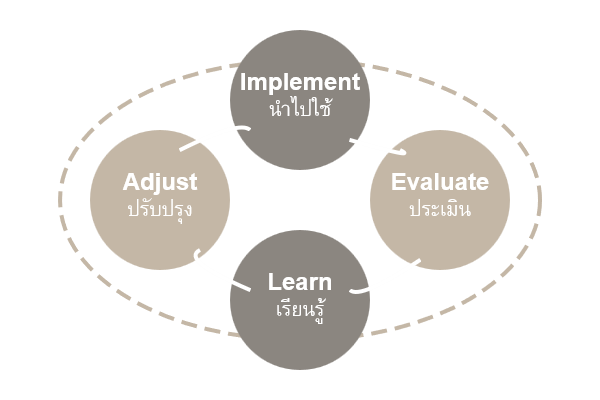 Implement
นำไปใช้
Adjust
ปรับปรุง
Evaluate
ประเมิน
Learn
เรียนรู้